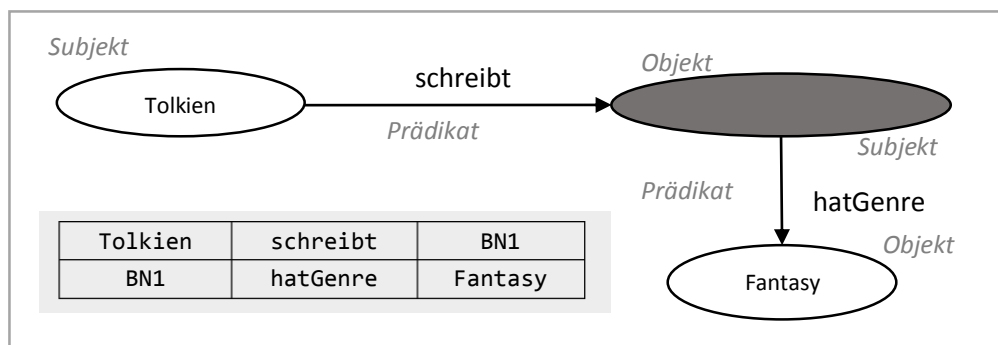 Subjekt
Tolkien
schreibt
Prädikat
Objekt
Subjekt
Prädikat
hatGenre
Objekt
Fantasy
Tolkien schreibt BN1
BN1 hatGenre Fantasy